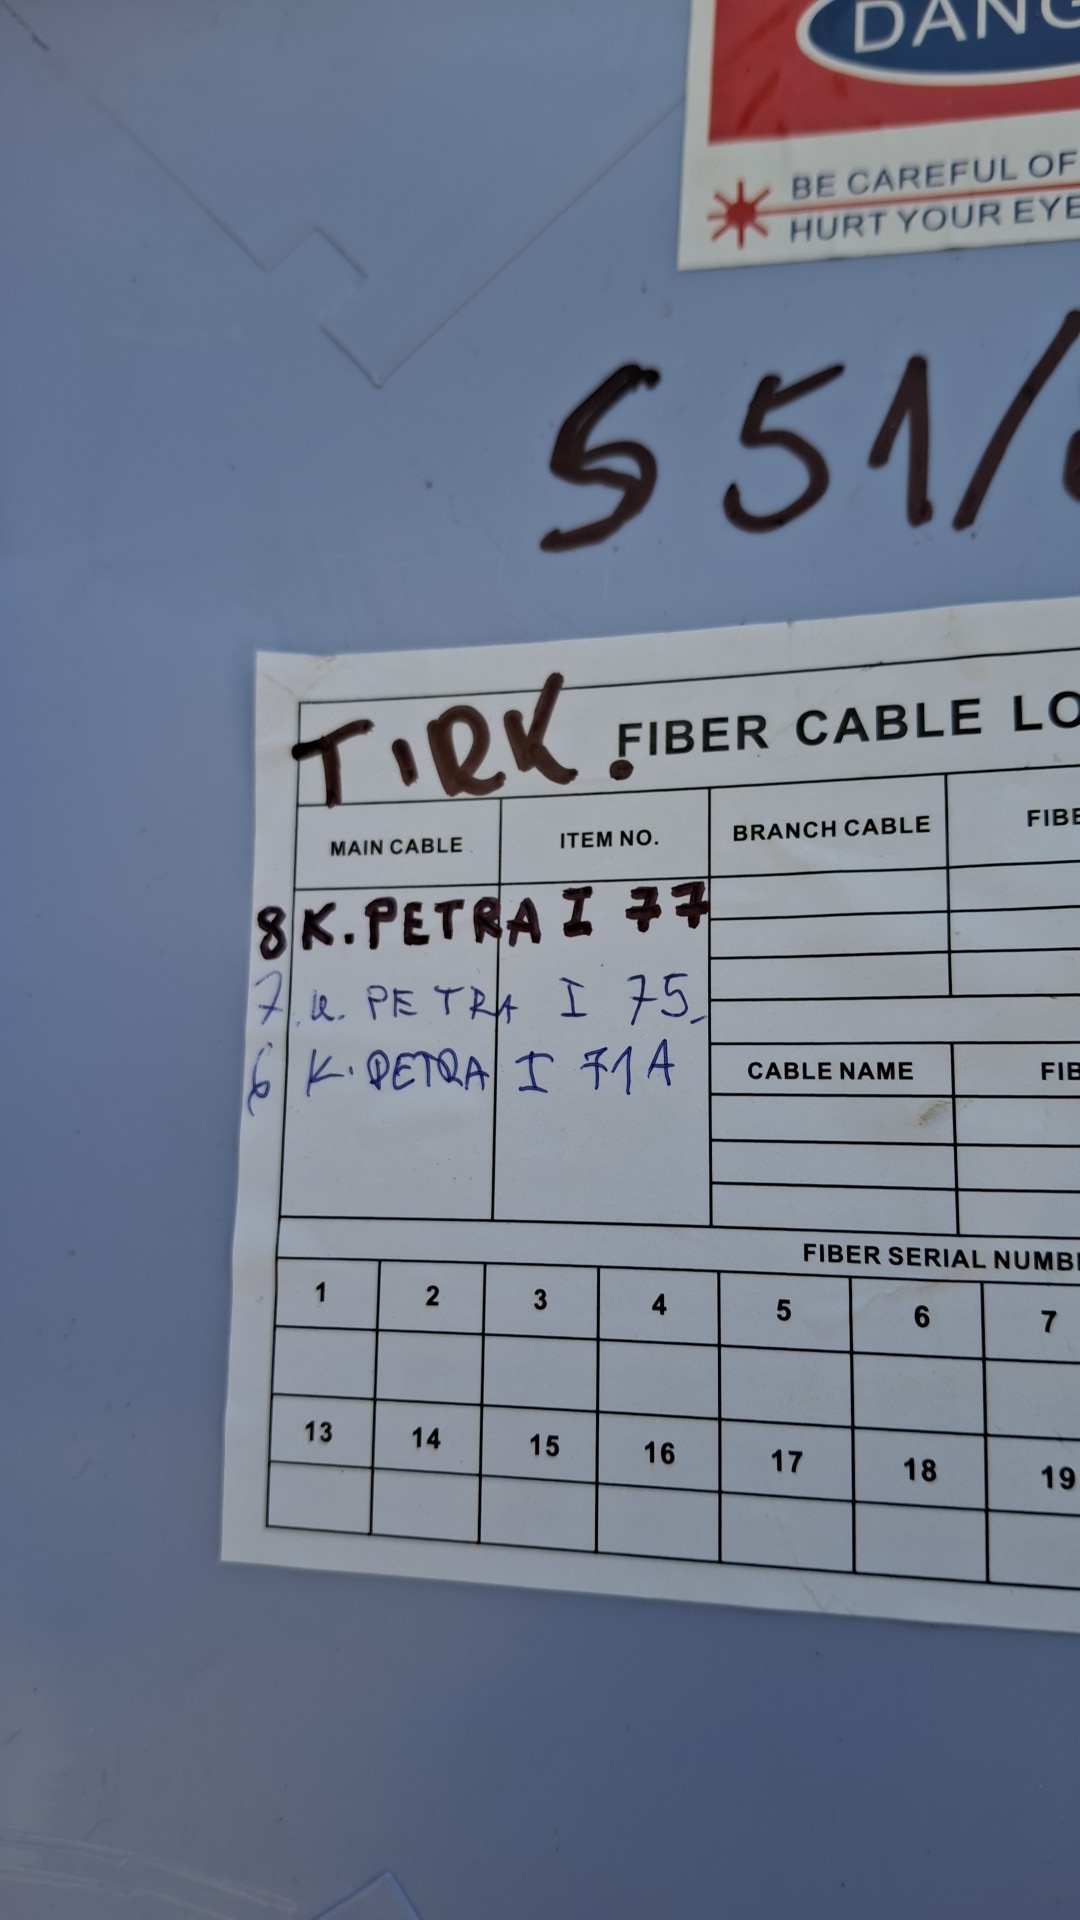 DANG
BE CAREFUL OF
HURT YOUR EYE
S 51/
TIRK.
FIBER CABLE LO
MAIN CABLE ITEM NO. BRANCH CABLE FIBE
8 K. PETRA I 77
7. K. PETRA I 75
6 K. PETRA I 71A
CABLE NAME FIB
FIBER SERIAL NUMB
1 2 3 4 5 6 7
13 14 15 16 17 18 19